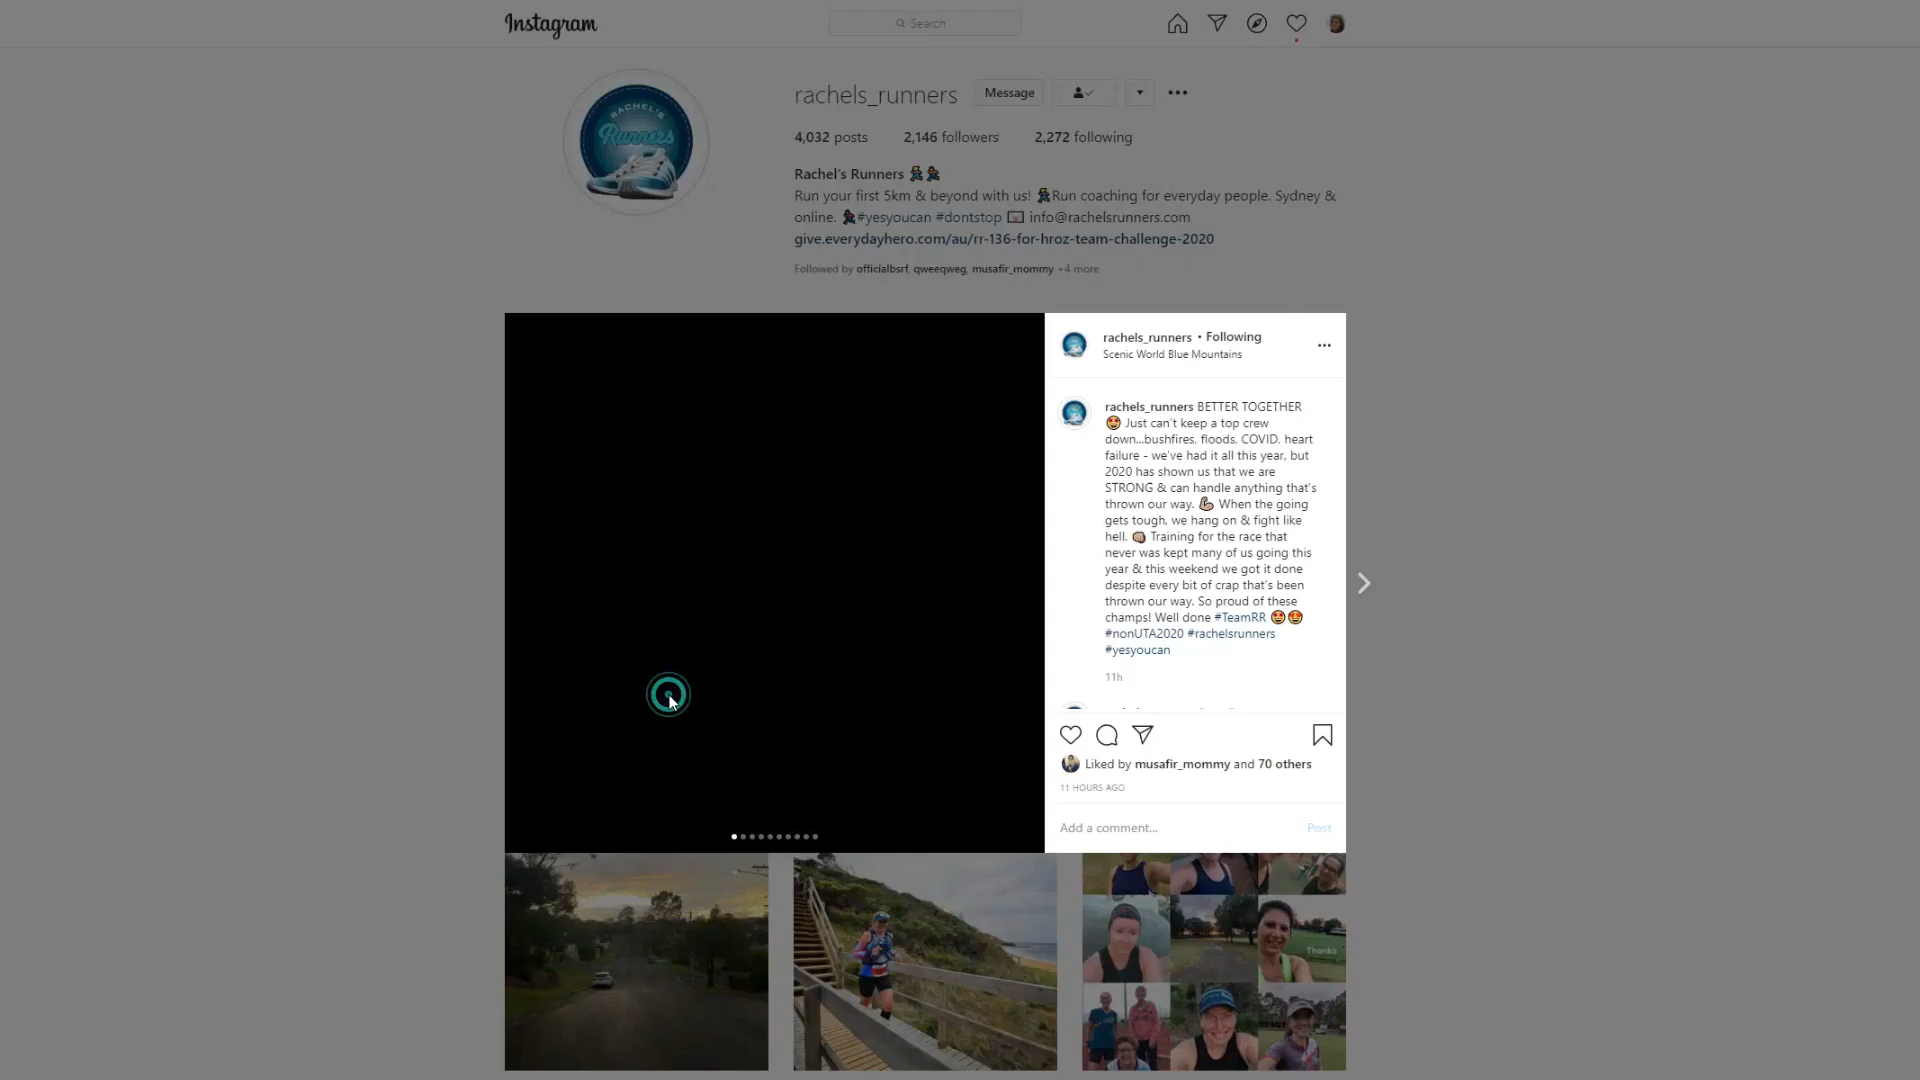 Instagram
Search
rachels_runners
Message
4,032 posts 2,146 followers 2,272 following
Rachel's Runners
Run your first 5km & beyond with us! Run coaching for everyday people. Sydney &
online. #yesyoucan #dontstop info@rachelsrunners.com
give.everydayhero.com/au/rr-136-for-hroz-team-challenge-2020
Followed by officialbsrf, qweeqweg, musafir_mommy +4 more
RACHEL'S
Runners
rachels_runners • Following
Scenic World Blue Mountains
rachels_runners BETTER TOGETHER
Just can't keep a top crew
down...bushfires, floods, COVID, heart
failure - we've had it all this year, but
2020 has shown us that we are
STRONG & can handle anything that's
thrown our way. When the going
gets tough, we hang on & fight like
hell. Training for the race that
never was kept many of us going this
year & this weekend we got it done
despite every bit of crap that's been
thrown our way. So proud of these
champs! Well done #TeamRR
#nonUTA2020 #rachelsrunners
#yesyoucan
11h
Liked by musafir_mommy and 70 others
11 HOURS AGO
Add a comment... Post
Thanks